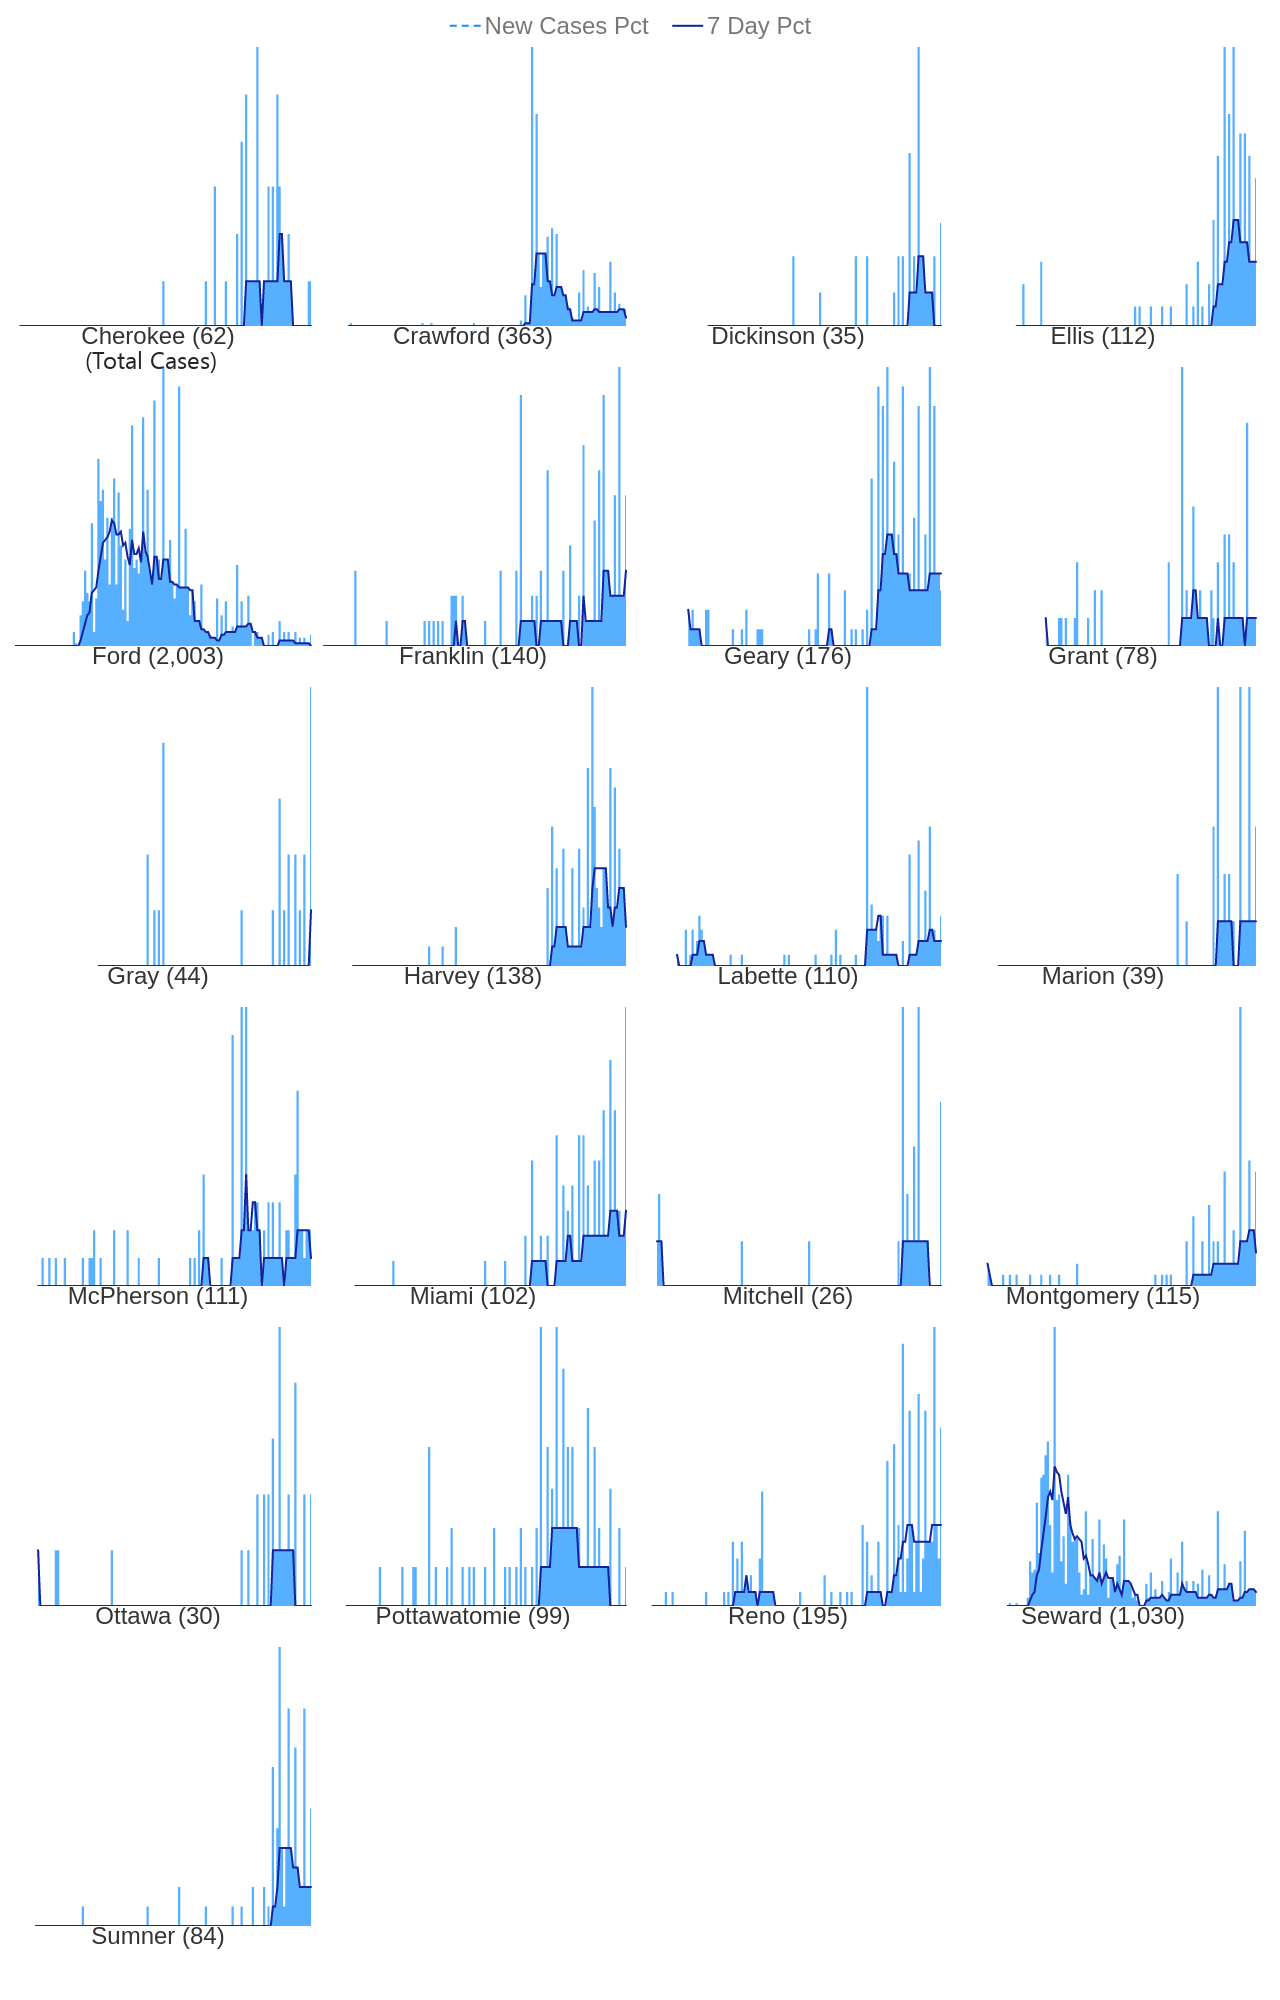 New Cases Pct 7 Day Pct
Cherokee (62) Crawford (363) Dickinson (35) Ellis (112)
(Total Cases)
Ford (2,003) Franklin (140) Geary (176) Grant (78)
Gray (44) Harvey (138) Labette (110) Marion (39)
McPherson (111) Miami (102) Mitchell (26) Montgomery (115)
Ottawa (30) Pottawatomie (99) Reno (195) Seward (1,030)
Sumner (84)